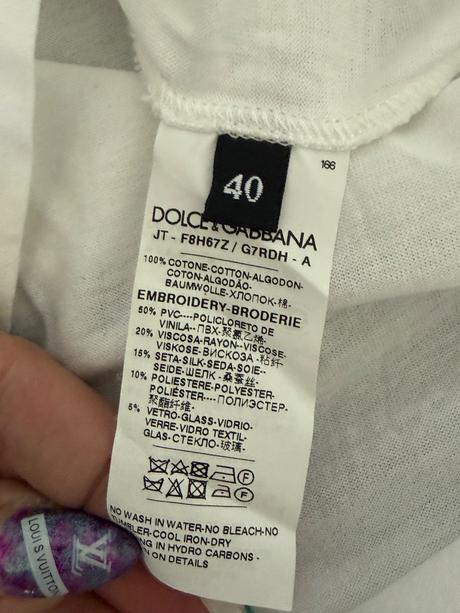 166
40
DOLCE&GABBANA
JT - F8H67Z / G7RDH - A
100% COTONE-COTTON-ALGODON-
COTON-ALGODÃO-
BAUMWOLLE-ХЛОПОК-棉-
EMBROIDERY-BRODERIE
50% PVC----POLICLORETO DE
VINILA--ПВХ-聚氯乙烯-
20% VISCOSA-RAYON-VISCOSE-
VISKOSE-ВИСКОЗА-粘纤
15% SETA-SILK-SEDA-SOIE--
SEIDE-ШЕЛК-桑蚕丝-
10% POLIESTERE-POLYESTER-
POLIÉSTER----ПОЛИЭСТЕР-
聚酯纤维-
5% VETRO-GLASS-VIDRIO-
VERRE-VIDRO TEXTIL-
GLAS-СТЕКЛО-玻璃-
F
F
NO WASH IN WATER-NO BLEACH-NO
TUMBLER-COOL IRON-DRY
IN HYDRO CARBONS -
ON DETAILS
LOUIS VUITTON
LV